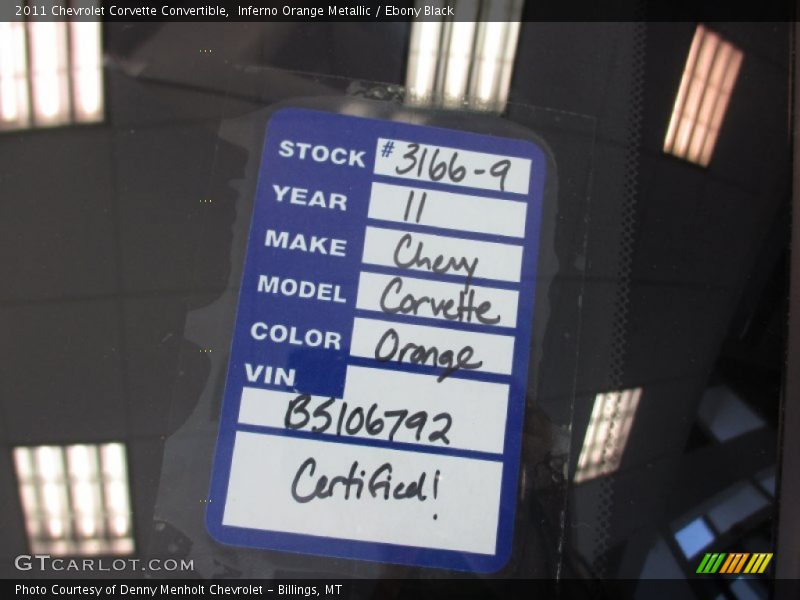 2011 Chevrolet Corvette Convertible,  Inferno Orange Metallic / Ebony Black
STOCK #3166-9
YEAR 11
MAKE Chevy
MODEL Corvette
COLOR Orange
VIN
B5106792
Certified!
GTCARLOT.COM
Photo Courtesy of Denny Menholt Chevrolet – Billings, MT